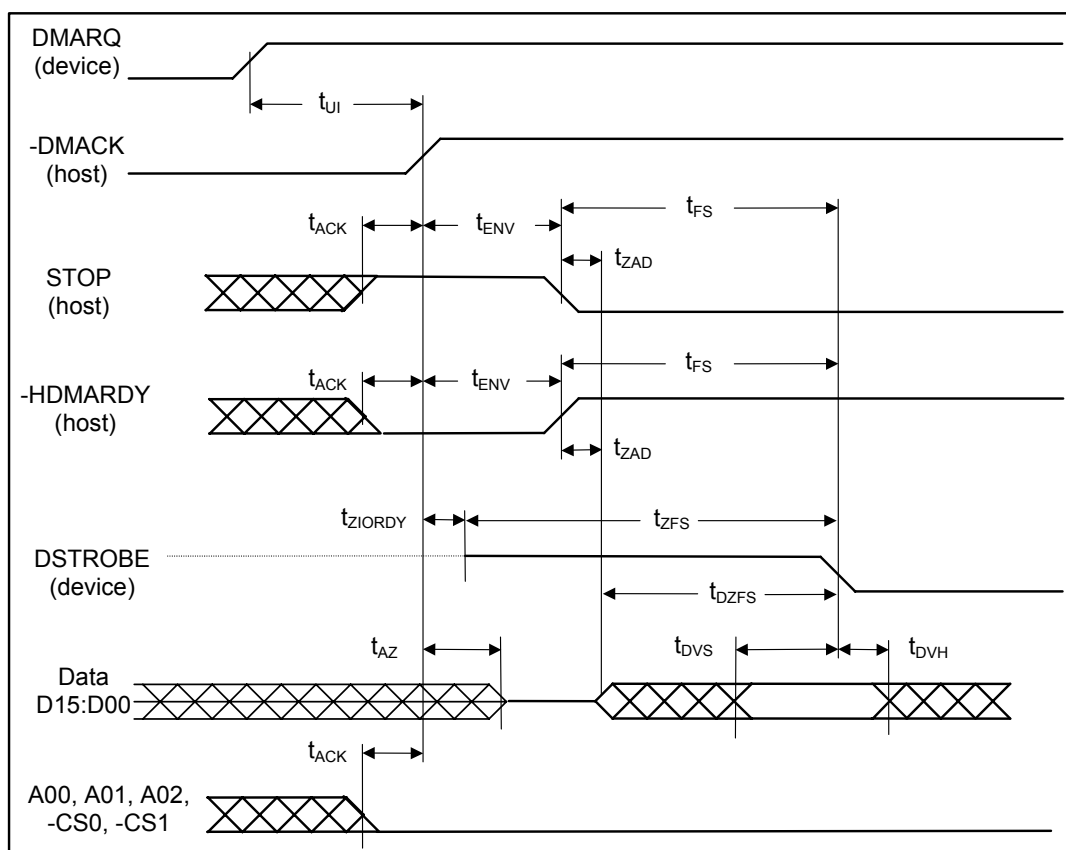 DMARQ
(device)
tUI
-DMACK
(host)
tACK
tENV
tFS
tZAD
STOP
(host)
tACK
tENV
tFS
-HDMARDY
(host)
tZAD
tZIORDY
tZFS
DSTROBE
(device)
tDZFS
tAZ
tDVS
tDVH
Data
D15:D00
tACK
A00, A01, A02,
-CS0, -CS1